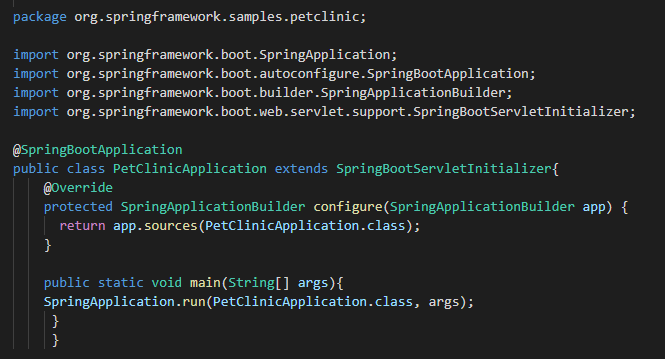 package org.springframework.samples.petclinic;

import org.springframework.boot.SpringApplication;
import org.springframework.boot.autoconfigure.SpringBootApplication;
import org.springframework.boot.builder.SpringApplicationBuilder;
import org.springframework.boot.web.servlet.support.SpringBootServletInitializer;

@SpringBootApplication
public class PetClinicApplication extends SpringBootServletInitializer{
    @Override
    protected SpringApplicationBuilder configure(SpringApplicationBuilder app) {
      return app.sources(PetClinicApplication.class);
    }

    public static void main(String[] args){
    SpringApplication.run(PetClinicApplication.class, args);
     }
     }